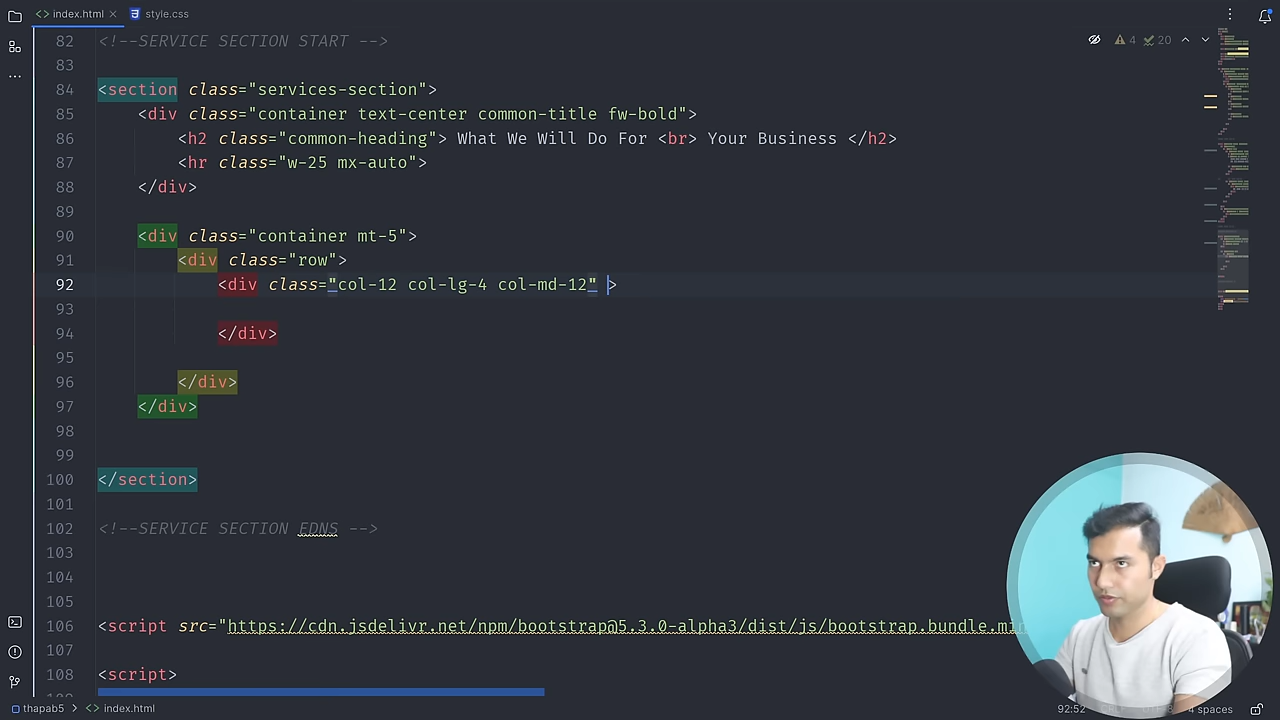 index.html
style.css
82 <!--SERVICE SECTION START -->
4 20
83
84 <section class="services-section">
85 <div class="container text-center common-title fw-bold">
86 <h2 class="common-heading"> What We Will Do For <br> Your Business </h2>
87 <hr class="w-25 mx-auto">
88 </div>
89
90 <div class="container mt-5">
91 <div class="row">
92 <div class="col-12 col-lg-4 col-md-12" >
93
94 </div>
95
96 </div>
97 </div>
98
99
100 </section>
101
102 <!--SERVICE SECTION EDNS -->
103
104
105
106 <script src="https://cdn.jsdelivr.net/npm/bootstrap@5.3.0-alpha3/dist/js/bootstrap.bundle.min
107
108 <script>
thapab5 > index.html
92:52 CRLF UTF-8 4 spaces